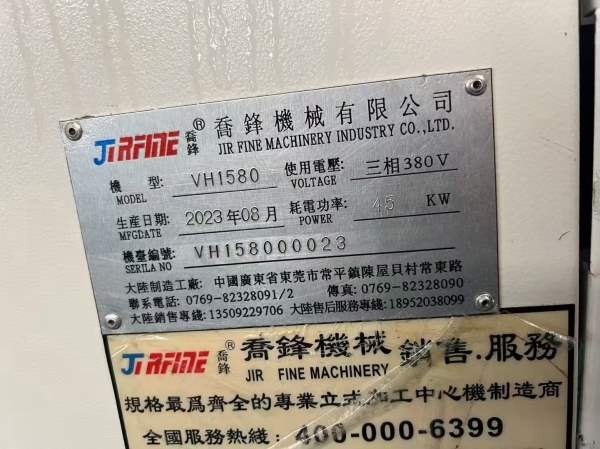 JIRFINE ® 喬鋒 喬鋒機械有限公司
JIR FINE MACHINERY INDUSTRY CO.,LTD.
機 型: VH1580 使用電壓: 三相380V
MODEL VOLTAGE
生産日期: 2023年08月 耗電功率: 45 KW
MFGDATE POWER
機臺編號: VH158000023
SERILA NO
大陸制造工廠: 中國廣東省東莞市常平鎮陳屋貝村常東路
聯系電話: 0769-82328091/2 傳真: 0769-82328090
大陸銷售專綫: 13509229706 大陸售后服務專綫: 18952038099
JIRFINE ® 喬鋒 喬鋒機械 銷售.服務
JIR FINE MACHINERY
規格最爲齊全的專業立式加工中心機制造商
全國服務热綫: 400-000-6399